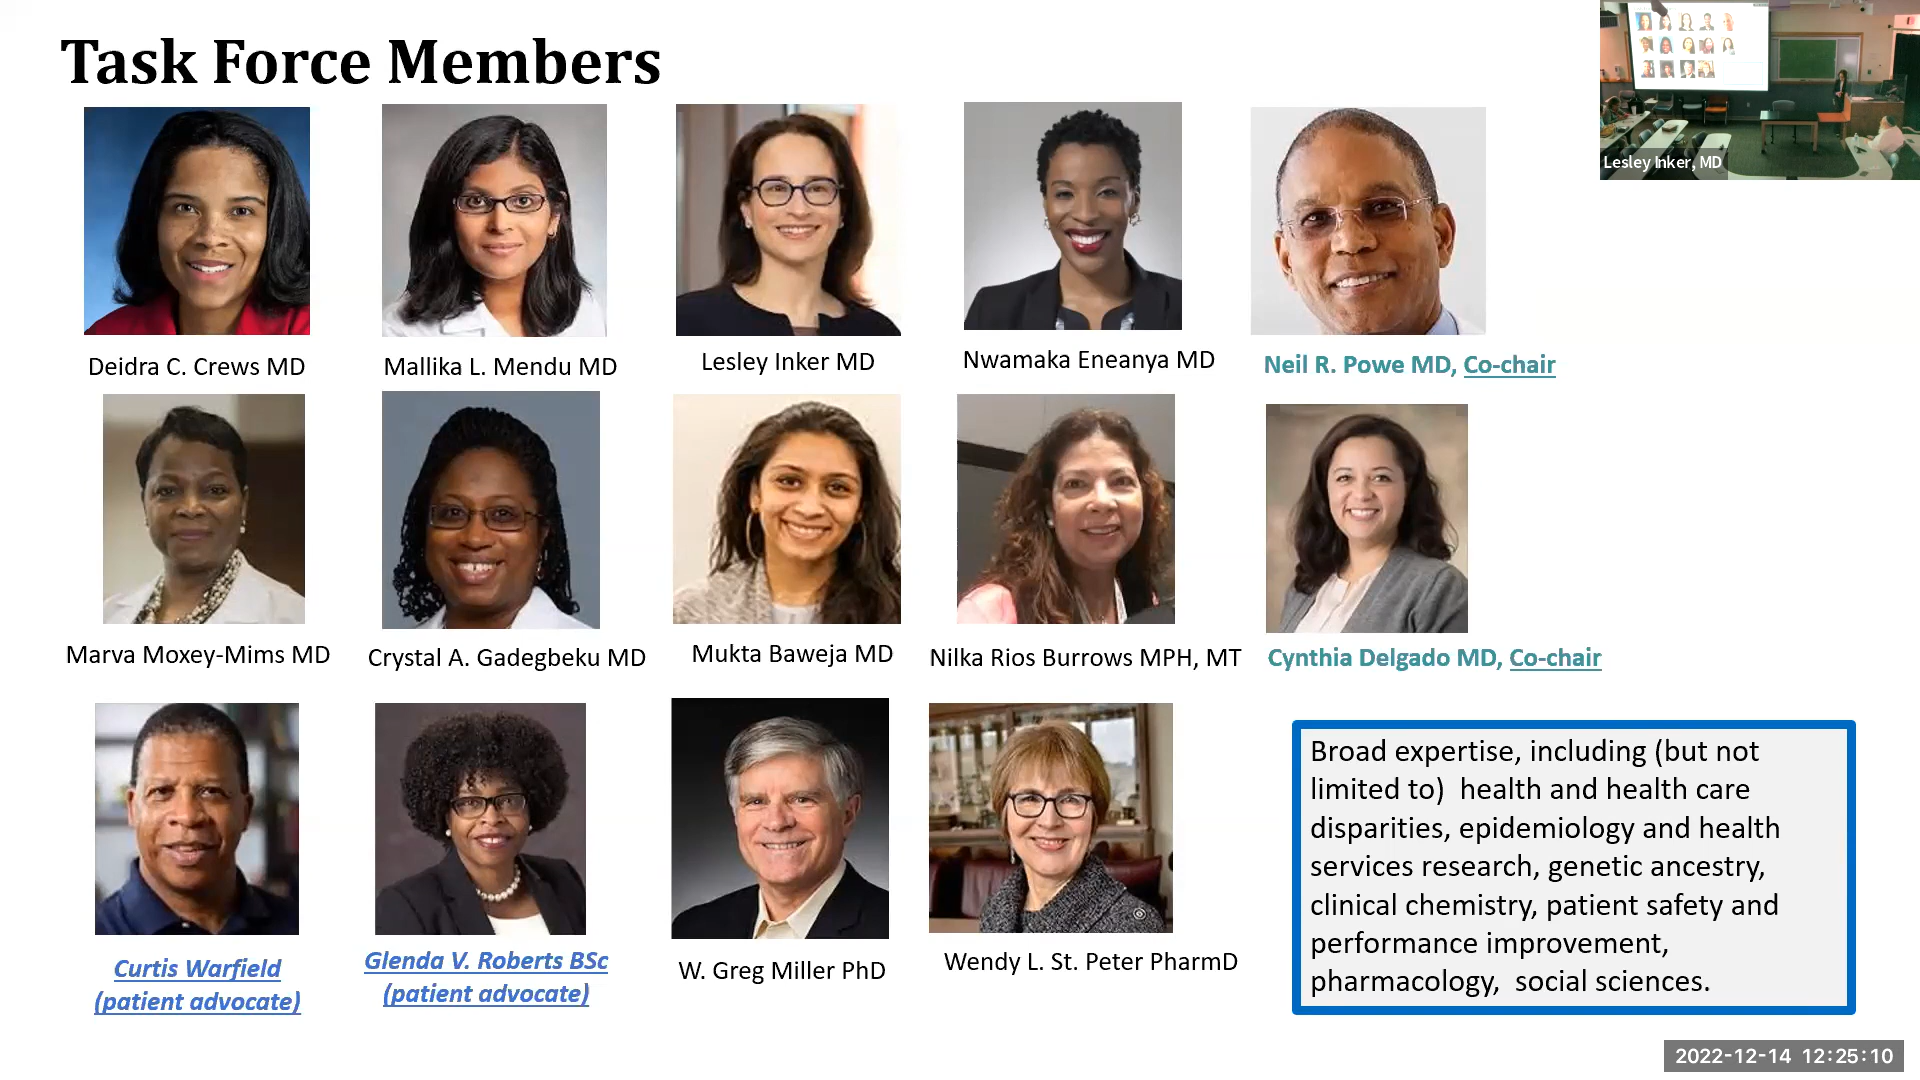 Task Force Members
Lesley Inker, MD
Deidra C. Crews MD
Mallika L. Mendu MD
Lesley Inker MD
Nwamaka Eneanya MD
Neil R. Powe MD, Co-chair
Marva Moxey-Mims MD
Crystal A. Gadegbeku MD
Mukta Baweja MD
Nilka Rios Burrows MPH, MT
Cynthia Delgado MD, Co-chair
Curtis Warfield
(patient advocate)
Glenda V. Roberts BSc
(patient advocate)
W. Greg Miller PhD
Wendy L. St. Peter PharmD
Broad expertise, including (but not
limited to)  health and health care
disparities, epidemiology and health
services research, genetic ancestry,
clinical chemistry, patient safety and
performance improvement,
pharmacology,  social sciences.
2022-12-14 12:25:10